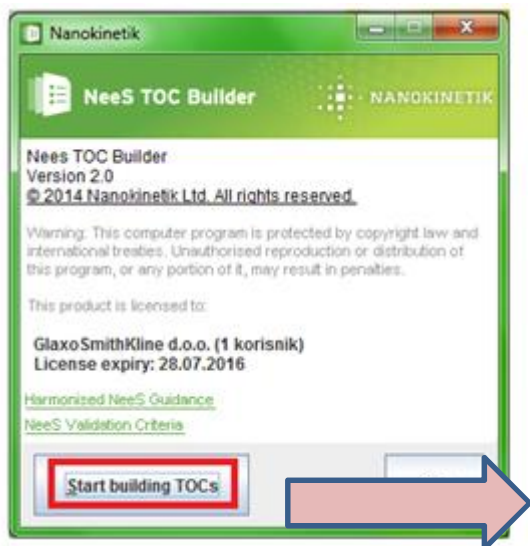 Nanokinetik
NeeS TOC Builder
NANOKINETIK
Nees TOC Builder
Version 2.0
© 2014 Nanokinetik Ltd. All rights reserved.
Warning: This computer program is protected by copyright law and
international treaties. Unauthorised reproduction or distribution of
this program, or any portion of it, may result in penalties.
This product is licensed to:
GlaxoSmithKline d.o.o. (1 korisnik)
License expiry: 28.07.2016
Harmonised NeeS Guidance
NeeS Validation Criteria
Start building TOCs